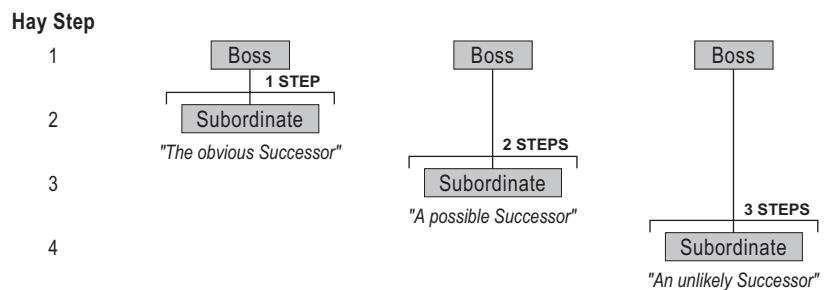 Hay Step
1 Boss Boss Boss
1 STEP
2 Subordinate
"The obvious Successor"
2 STEPS
3 Subordinate
"A possible Successor"
3 STEPS
4 Subordinate
"An unlikely Successor"